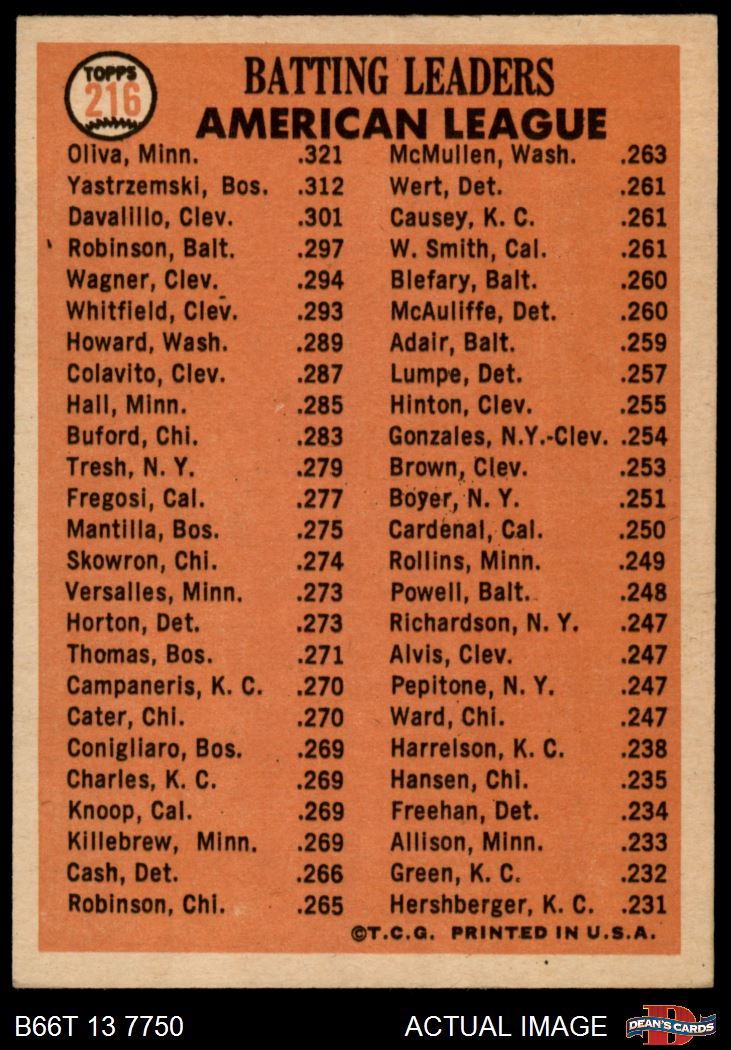 TOPPS
216
BATTING LEADERS
AMERICAN LEAGUE
Oliva, Minn. .321
Yastrzemski, Bos. .312
Davalillo, Clev. .301
Robinson, Balt. .297
Wagner, Clev. .294
Whitfield, Clev. .293
Howard, Wash. .289
Colavito, Clev. .287
Hall, Minn. .285
Buford, Chi. .283
Tresh, N. Y. .279
Fregosi, Cal. .277
Mantilla, Bos. .275
Skowron, Chi. .274
Versalles, Minn. .273
Horton, Det. .273
Thomas, Bos. .271
Campaneris, K. C. .270
Cater, Chi. .270
Conigliaro, Bos. .269
Charles, K. C. .269
Knoop, Cal. .269
Killebrew, Minn. .269
Cash, Det. .266
Robinson, Chi. .265
McMullen, Wash. .263
Wert, Det. .261
Causey, K. C. .261
W. Smith, Cal. .261
Blefary, Balt. .260
McAuliffe, Det. .260
Adair, Balt. .259
Lumpe, Det. .257
Hinton, Clev. .255
Gonzales, N.Y.-Clev. .254
Brown, Clev. .253
Boyer, N. Y. .251
Cardenal, Cal. .250
Rollins, Minn. .249
Powell, Balt. .248
Richardson, N. Y. .247
Alvis, Clev. .247
Pepitone, N. Y. .247
Ward, Chi. .247
Harrelson, K. C. .238
Hansen, Chi. .235
Freehan, Det. .234
Allison, Minn. .233
Green, K. C. .232
Hershberger, K. C. .231
©T.C.G. PRINTED IN U.S.A.
B66T 13 7750 ACTUAL IMAGE
D
DEAN'S CARDS